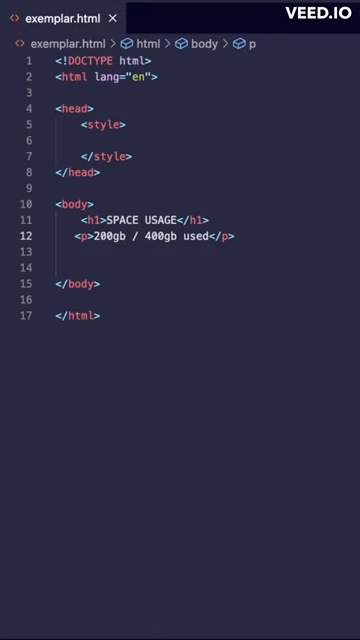 exemplar.html
VEED.IO
exemplar.html > html > body > p
1 <!DOCTYPE html>
2 <html lang="en">
3
4 <head>
5 <style>
6
7 </style>
8 </head>
9
10 <body>
11 <h1>SPACE USAGE</h1>
12 <p>200gb / 400gb used</p>
13
14
15 </body>
16
17 </html>